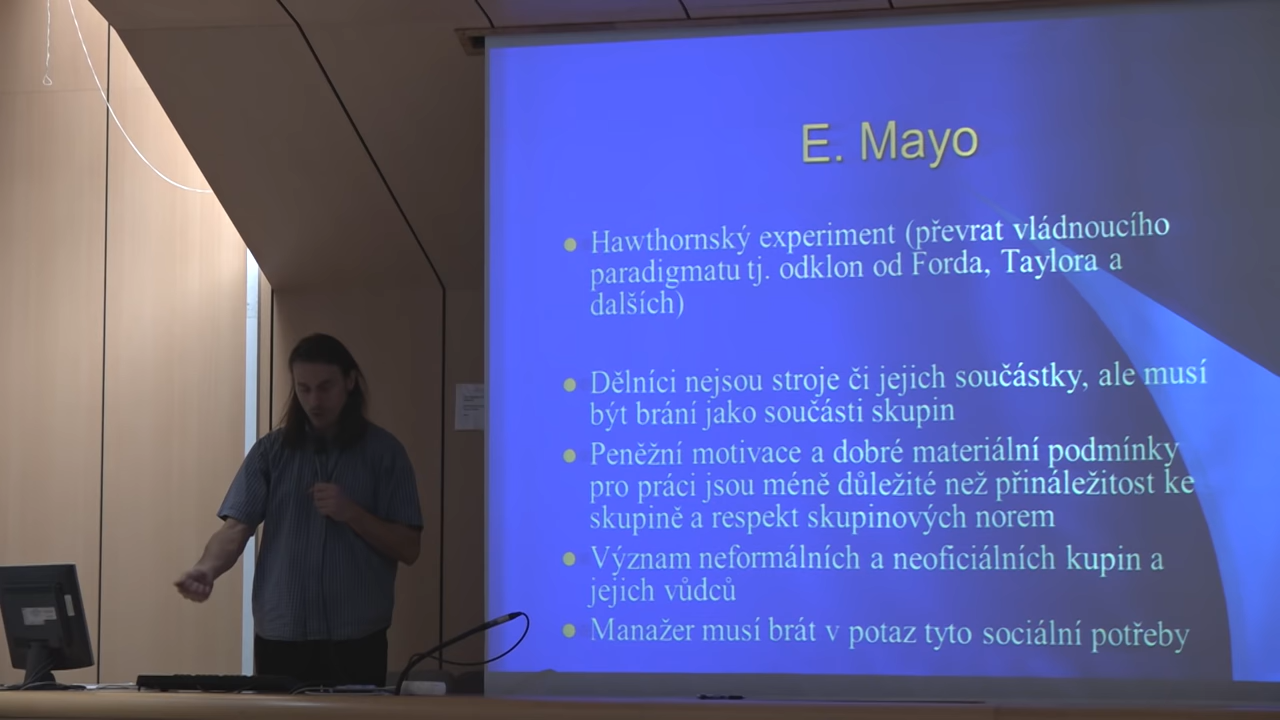 E. Mayo
Hawthornský experiment (převrat vládnoucího
paradigmatu tj. odklon od Forda, Taylora a
dalších)
Dělníci nejsou stroje či jejich součástky, ale musí
být brání jako součásti skupin
Peněžní motivace a dobré materiální podmínky
pro práci jsou méně důležité než přináležitost ke
skupině a respekt skupinových norem
Význam neformálních a neoficiálních kupin a
jejich vůdců
Manažer musí brát v potaz tyto sociální potřeby